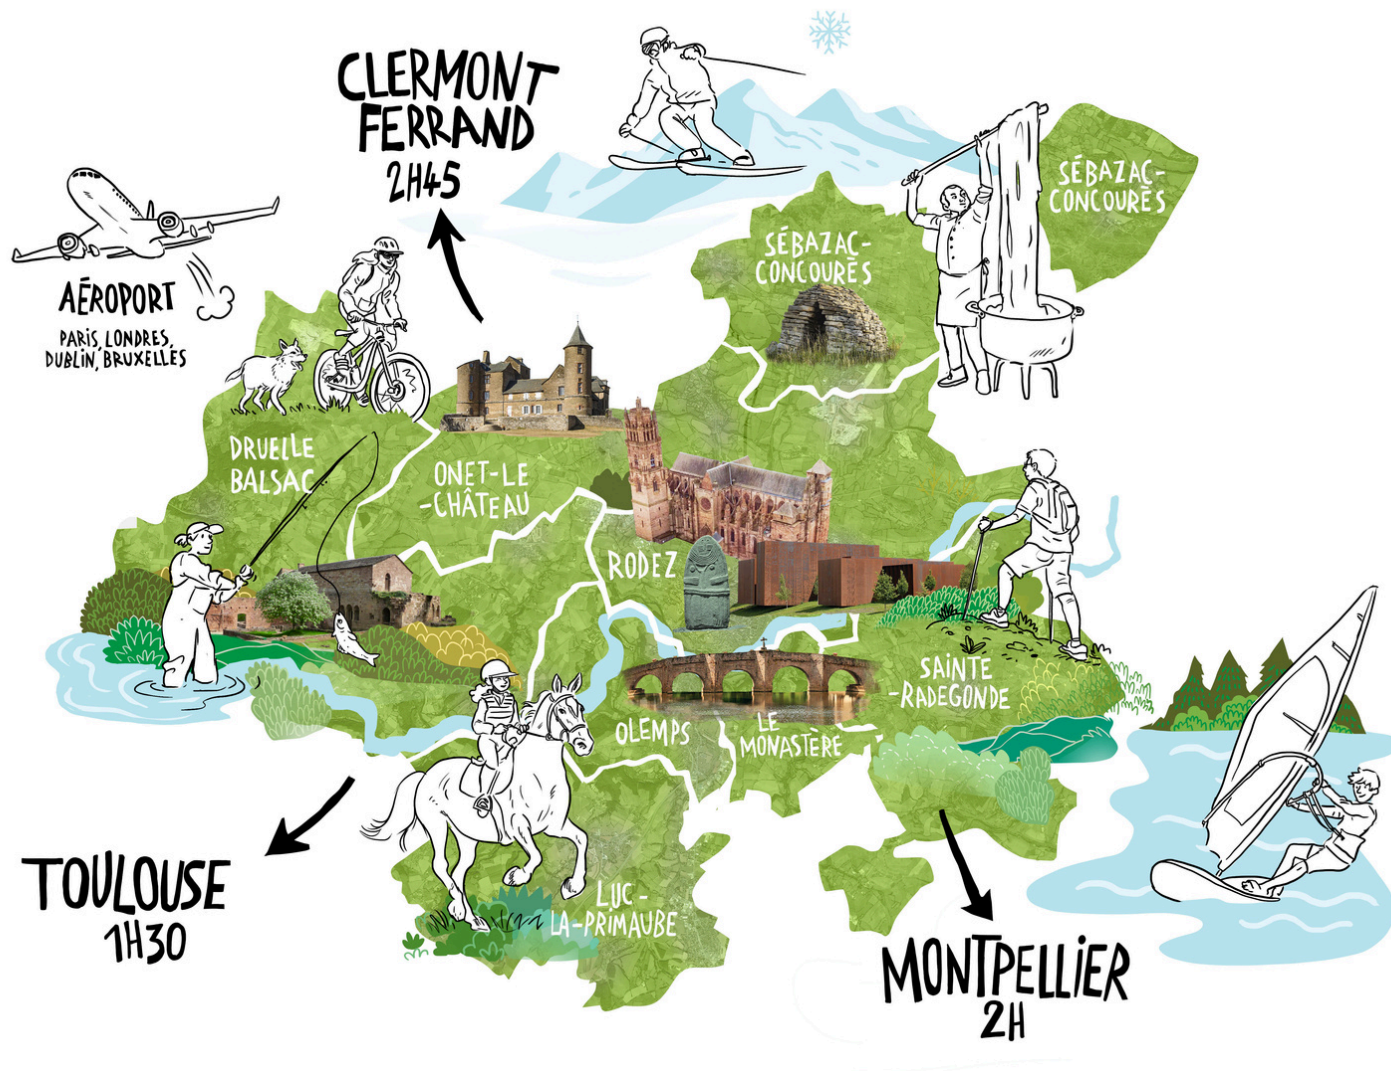 CLERMONT
FERRAND
2H45
AÉROPORT
PARIS, LONDRES,
DUBLIN, BRUXELLES
SÉBAZAC-
CONCOURÈS
SÉBAZAC-
CONCOURÈS
DRUELLE
BALSAC
ONET-LE
-CHÂTEAU
RODEZ
SAINTE
-RADEGONDE
OLEMPS
LE
MONASTÈRE
LUC-
LA-PRIMAUBE
TOULOUSE
1H30
MONTPELLIER
2H